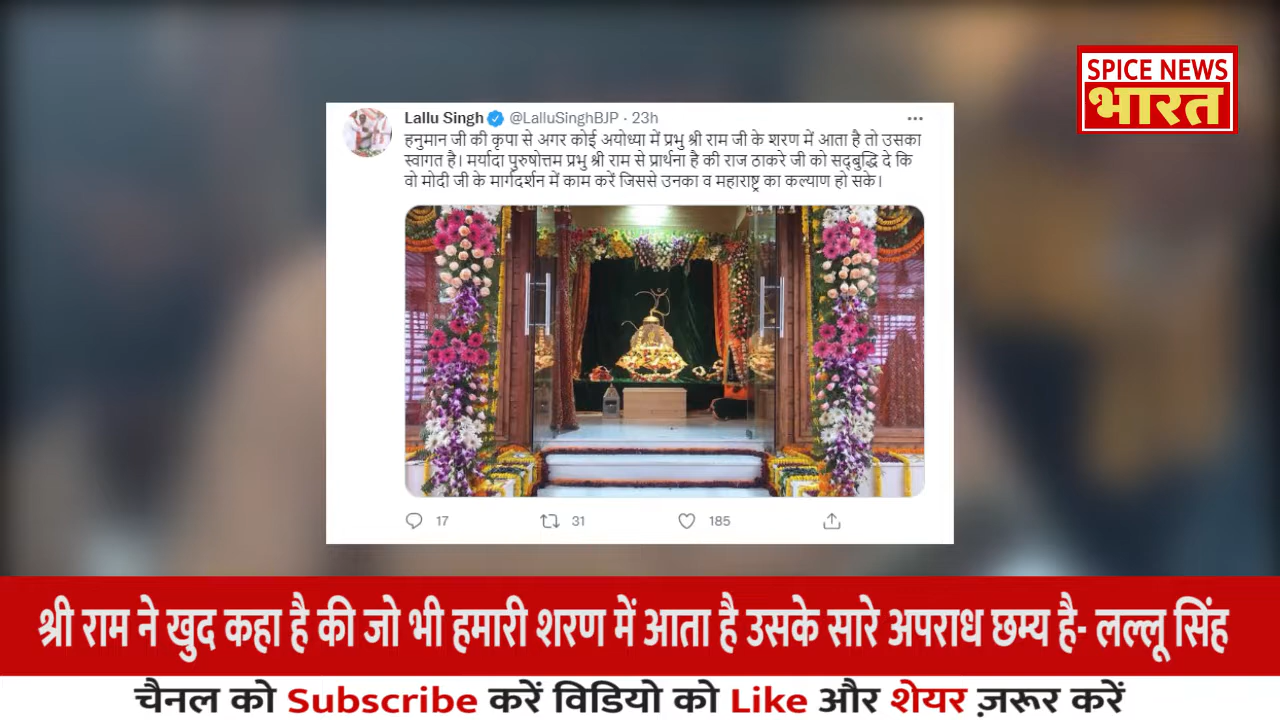 SPICE NEWS
भारत
Lallu Singh @LalluSinghBJP · 23h
हनुमान जी की कृपा से अगर कोई अयोध्या में प्रभु श्री राम जी के शरण में आता है तो उसका
स्वागत है। मर्यादा पुरुषोत्तम प्रभु श्री राम से प्रार्थना है की राज ठाकरे जी को सद्बुद्धि दे कि
वो मोदी जी के मार्गदर्शन में काम करें जिससे उनका व महाराष्ट्र का कल्याण हो सके।
17 31 185
श्री राम ने खुद कहा है की जो भी हमारी शरण में आता है उसके सारे अपराध छम्य है- लल्लू सिंह
चैनल को Subscribe करें विडियो को Like और शेयर ज़रूर करें